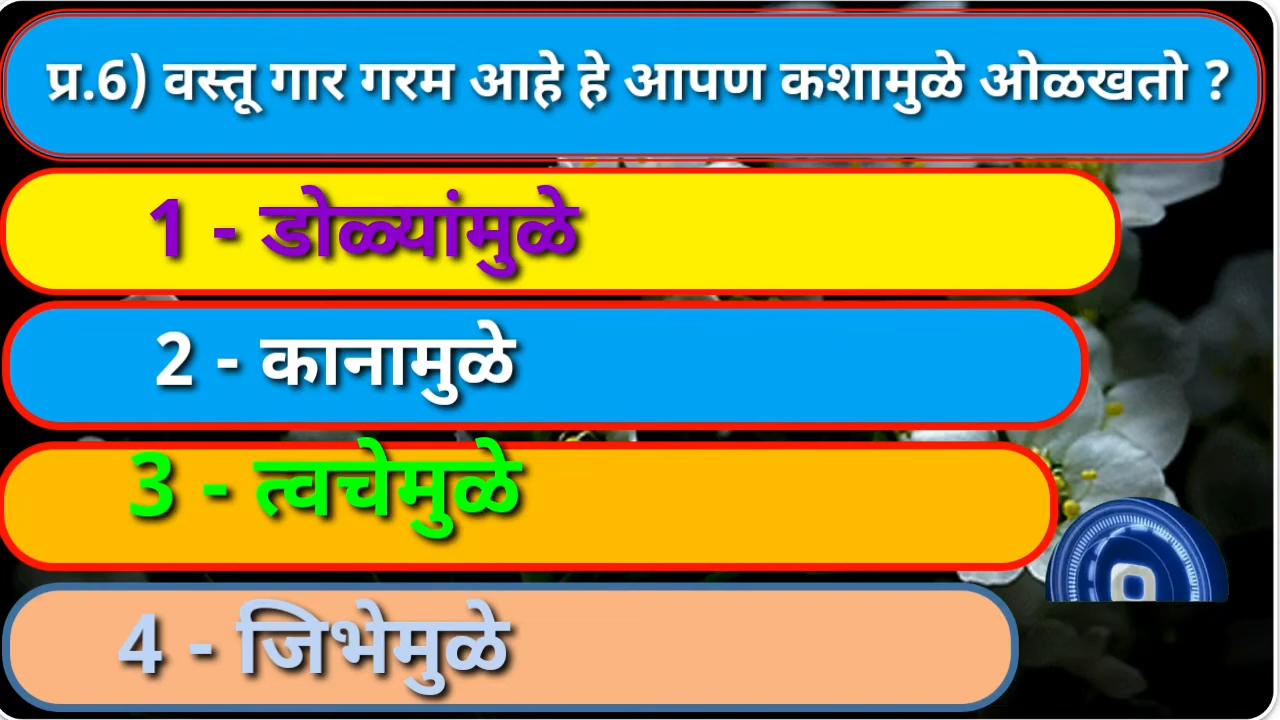 प्र.6) वस्तू गार गरम आहे हे आपण कशामुळे ओळखतो ?
1 - डोळ्यांमुळे
2 - कानामुळे
3 - त्वचेमुळे
4 - जिभेमुळे